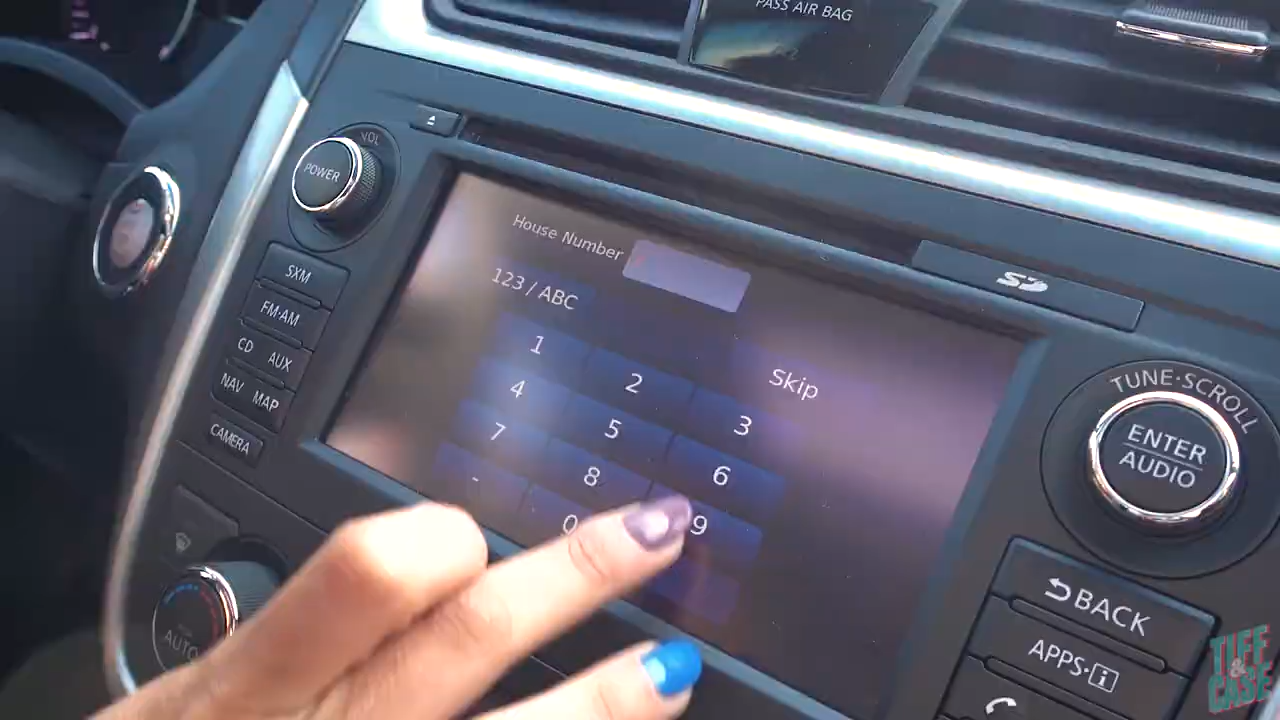 PASS AIR BAG
VOL
POWER
SXM
FM·AM
CD AUX
NAV MAP
CAMERA
AUTO
House Number
123 / ABC
1
2
3
4
5
6
7
8
9
-
0
Skip
SD
TUNE·SCROLL
ENTER
AUDIO
BACK
APPS·i
TIFF
&
CASE